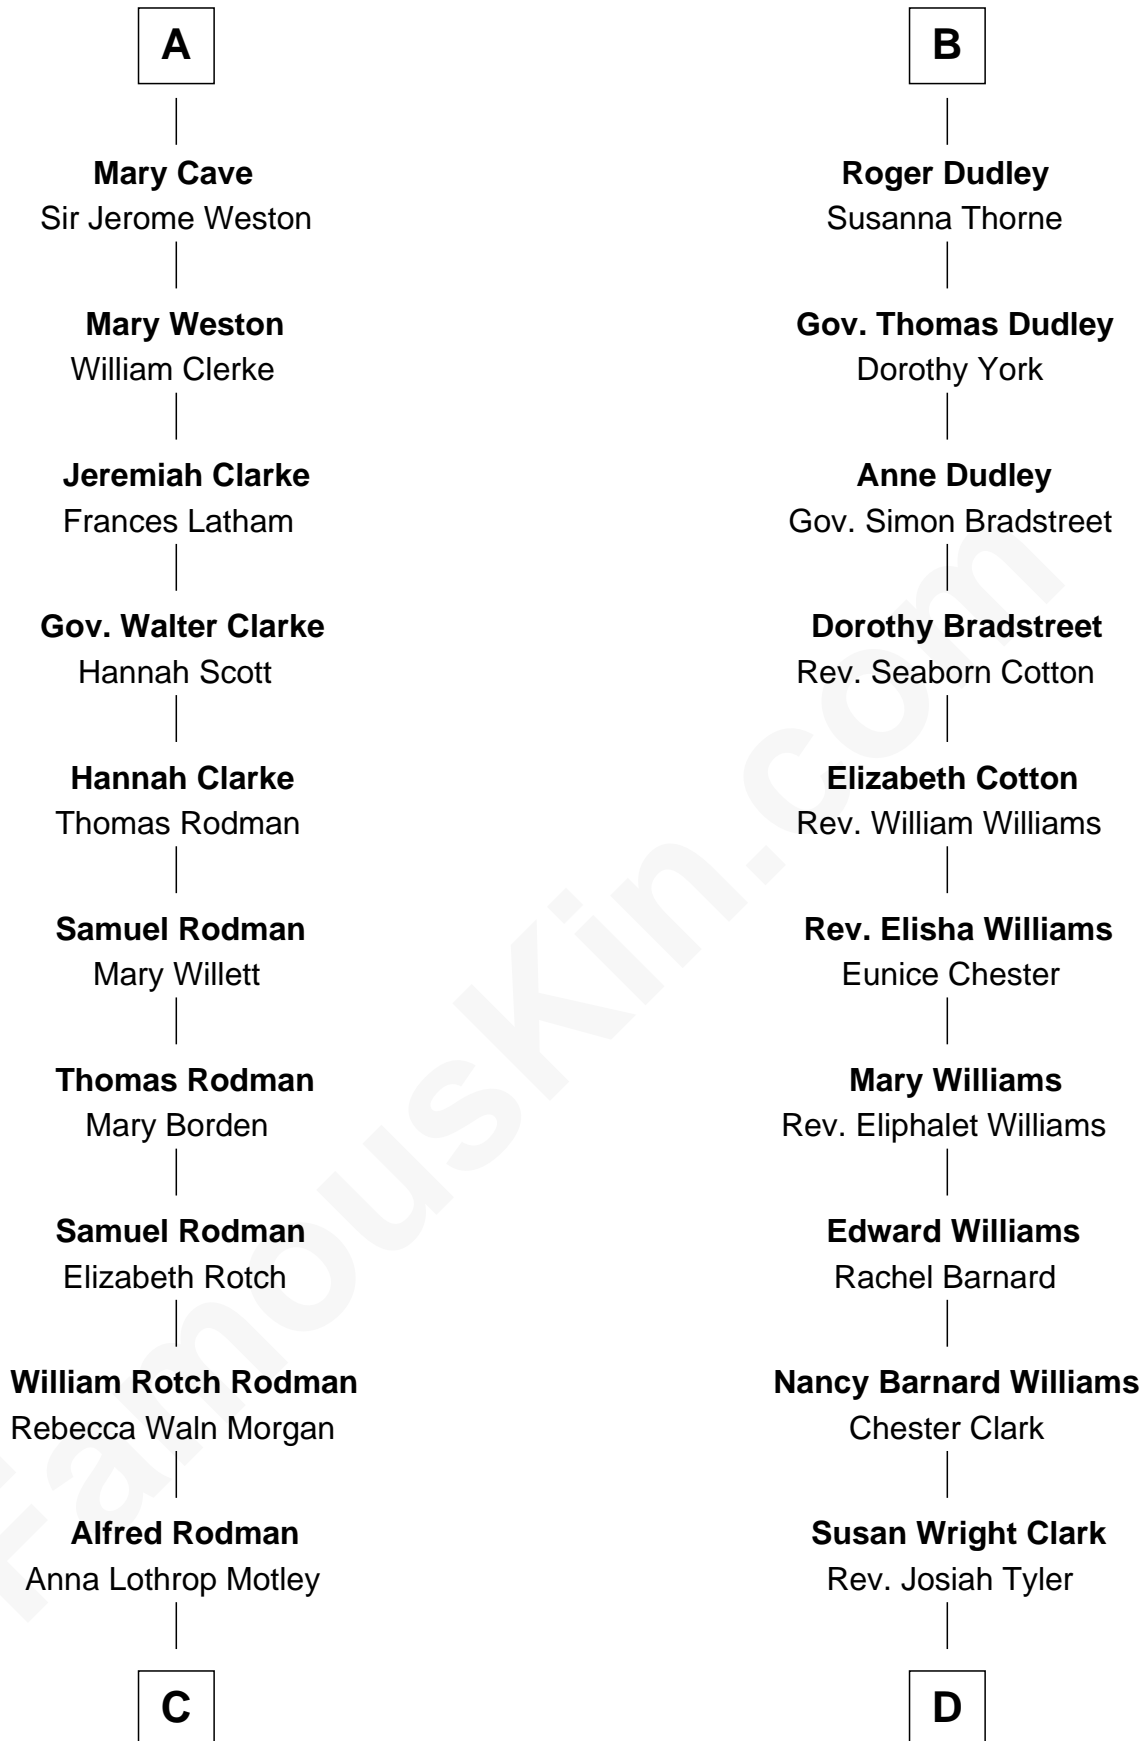 A
Mary Cave
Sir Jerome Weston
Mary Weston
William Clerke
Jeremiah Clarke
Frances Latham
Gov. Walter Clarke
Hannah Scott
Hannah Clarke
Thomas Rodman
Samuel Rodman
Mary Willett
Thomas Rodman
Mary Borden
Samuel Rodman
Elizabeth Rotch
William Rotch Rodman
Rebecca Waln Morgan
Alfred Rodman
Anna Lothrop Motley
C
B
Roger Dudley
Susanna Thorne
Gov. Thomas Dudley
Dorothy York
Anne Dudley
Gov. Simon Bradstreet
Dorothy Bradstreet
Rev. Seaborn Cotton
Elizabeth Cotton
Rev. William Williams
Rev. Elisha Williams
Eunice Chester
Mary Williams
Rev. Eliphalet Williams
Edward Williams
Rachel Barnard
Nancy Barnard Williams
Chester Clark
Susan Wright Clark
Rev. Josiah Tyler
D
FamousKin.com